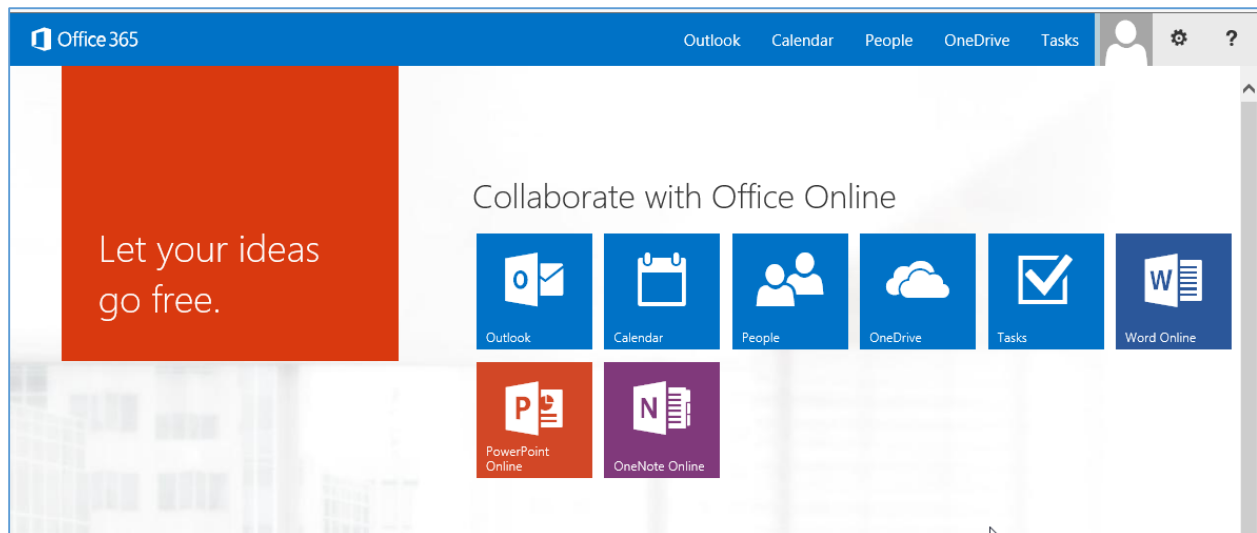 Office 365
Outlook Calendar People OneDrive Tasks ?
Let your ideas
go free.
Collaborate with Office Online
Outlook Calendar People OneDrive Tasks Word Online
PowerPoint
Online
OneNote Online